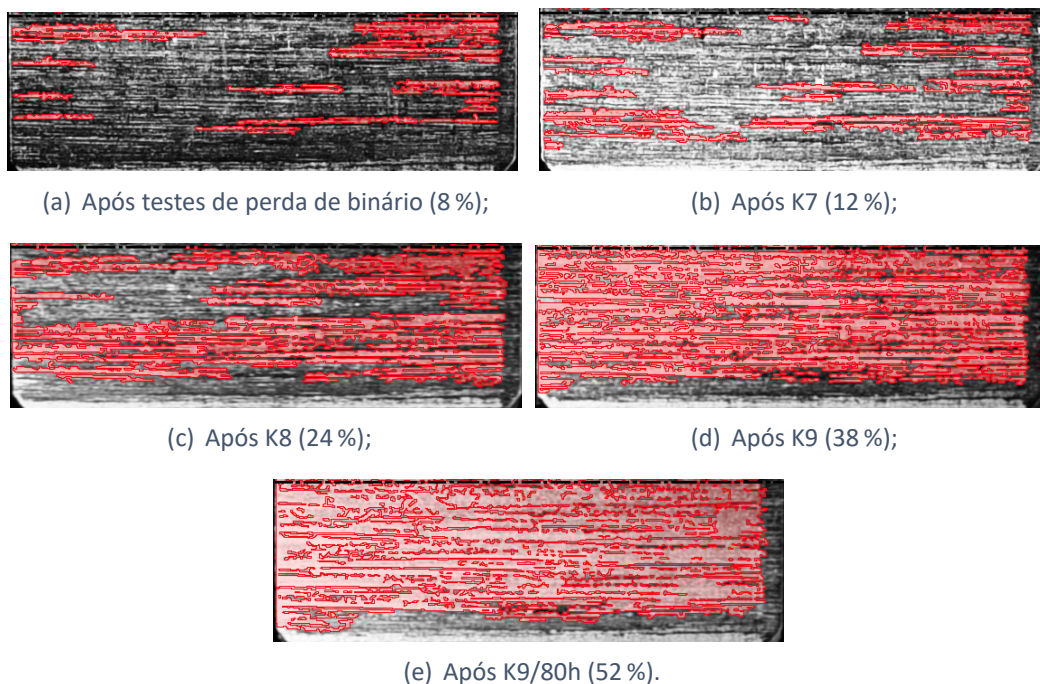 (a) Após testes de perda de binário (8 %);
(b) Após K7 (12 %);
(c) Após K8 (24 %);
(d) Após K9 (38 %);
(e) Após K9/80h (52 %).